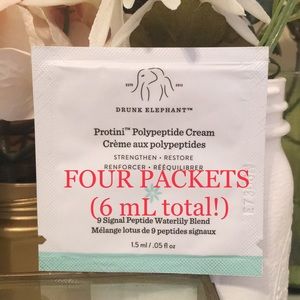 DRUNK ELEPHANT™
Protini™ Polypeptide Cream
Crème aux polypeptides
STRENGTHEN • RESTORE
RENFORCER • RÉÉQUILIBRER
FOUR PACKETS
(6 mL total!)
9 Signal Peptide Waterlily Blend
Mélange lotus de 9 peptides signaux
1.5 ml / .05 fl oz